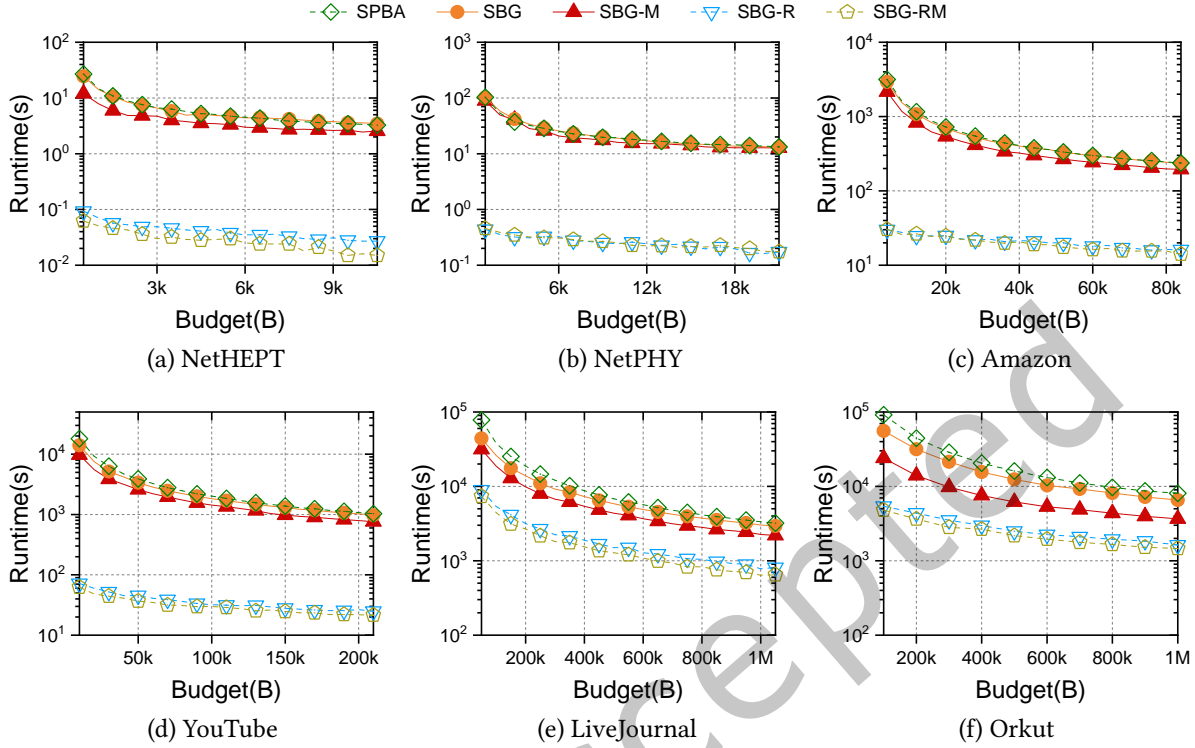 SPBA SBG SBG-M SBG-R SBG-RM
10^2
10^1
10^0
10^-1
10^-2
Runtime(s)
3k 6k 9k
Budget(B)
(a) NetHEPT
10^3
10^2
10^1
10^0
10^-1
Runtime(s)
6k 12k 18k
Budget(B)
(b) NetPHY
10^4
10^3
10^2
10^1
Runtime(s)
20k 40k 60k 80k
Budget(B)
(c) Amazon
10^4
10^3
10^2
10^1
Runtime(s)
50k 100k 150k 200k
Budget(B)
(d) YouTube
10^5
10^4
10^3
10^2
Runtime(s)
200k 400k 600k 800k 1M
Budget(B)
(e) LiveJournal
10^5
10^4
10^3
10^2
Runtime(s)
200k 400k 600k 800k 1M
Budget(B)
(f) Orkut
cepted